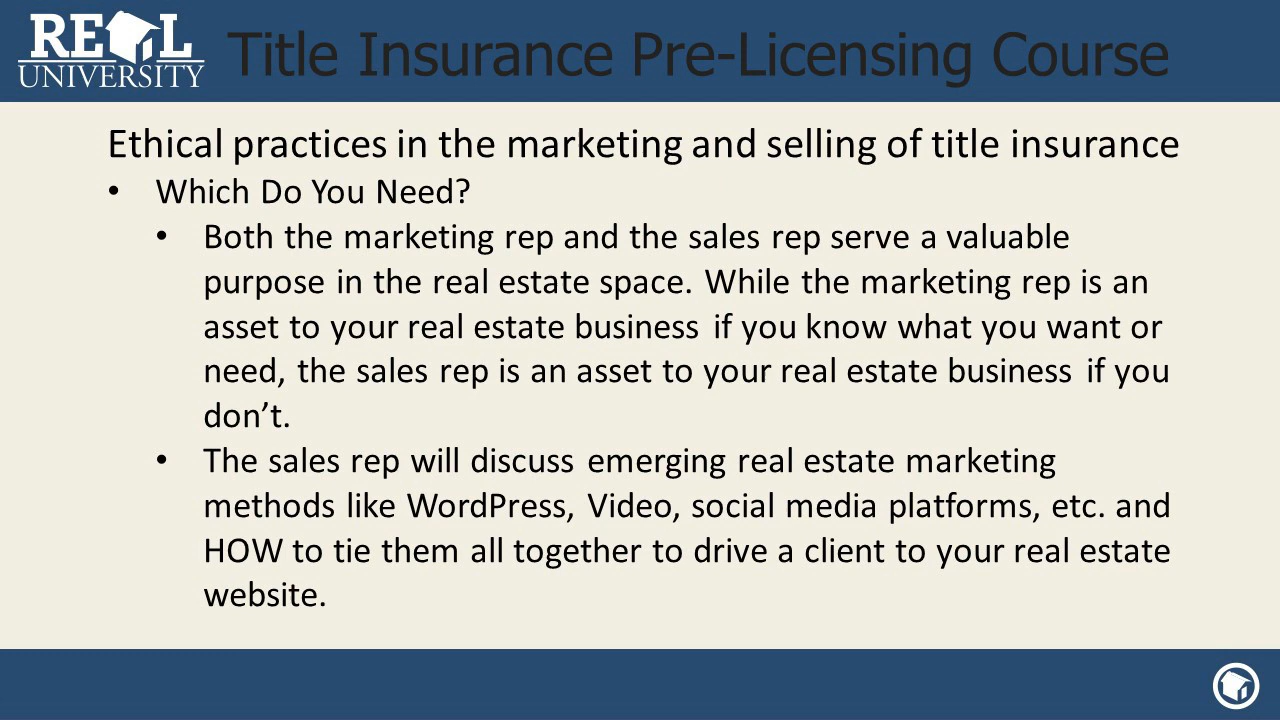 RE L
UNIVERSITY
Title Insurance Pre-Licensing Course
Ethical practices in the marketing and selling of title insurance
• Which Do You Need?
• Both the marketing rep and the sales rep serve a valuable
purpose in the real estate space. While the marketing rep is an
asset to your real estate business if you know what you want or
need, the sales rep is an asset to your real estate business if you
don’t.
• The sales rep will discuss emerging real estate marketing
methods like WordPress, Video, social media platforms, etc. and
HOW to tie them all together to drive a client to your real estate
website.